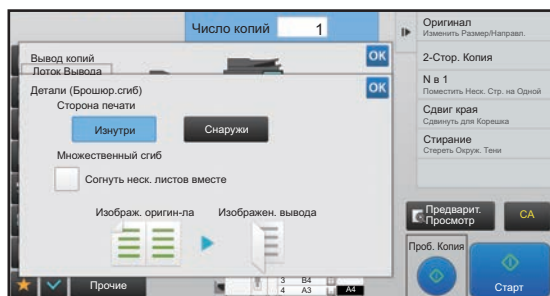 Число копий 1
Вывод копий
OK
Лоток Вывода
Детали (Брошюр.сгиб)
OK
Сторона печати
Изнутри
Снаружи
Множественный сгиб
Согнуть неск. листов вместе
Изображ. оригин-ла
Изображен. вывода
Прочие
3 B4
4 A3
A4
Оригинал
Изменить Размер/Направл.
2-Стор. Копия
N в 1
Поместить Неск. Стр. на Одной
Сдвиг края
Сдвинуть для Корешка
Стирание
Стереть Окруж. Тени
Предварит.
Просмотр
CA
Проб. Копия
Старт